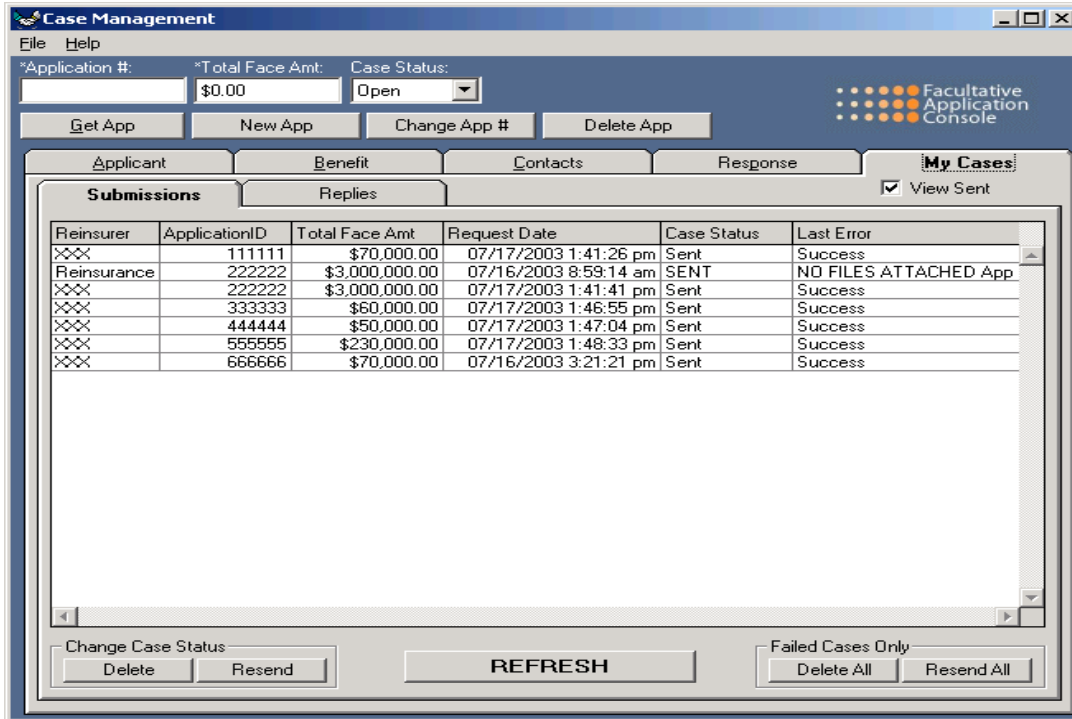 Case Management
File Help
*Application #: *Total Face Amt: Case Status:
$0.00 Open
Facultative
Application
Console
Get App New App Change App # Delete App
Applicant Benefit Contacts Response My Cases
Submissions Replies View Sent
Reinsurer ApplicationID Total Face Amt Request Date Case Status Last Error
XXX 111111 $70,000.00 07/17/2003 1:41:26 pm Sent Success
Reinsurance 222222 $3,000,000.00 07/16/2003 8:59:14 am SENT NO FILES ATTACHED App
XXX 222222 $3,000,000.00 07/17/2003 1:41:41 pm Sent Success
XXX 333333 $60,000.00 07/17/2003 1:46:55 pm Sent Success
XXX 444444 $50,000.00 07/17/2003 1:47:04 pm Sent Success
XXX 555555 $230,000.00 07/17/2003 1:48:33 pm Sent Success
XXX 666666 $70,000.00 07/16/2003 3:21:21 pm Sent Success
Change Case Status Failed Cases Only
Delete Resend REFRESH Delete All Resend All